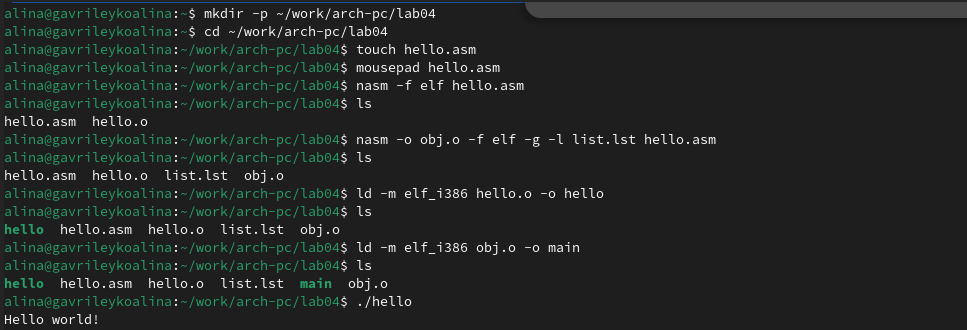 alina@gavrileykoalina:~$ mkdir -p ~/work/arch-pc/lab04
alina@gavrileykoalina:~$ cd ~/work/arch-pc/lab04
alina@gavrileykoalina:~/work/arch-pc/lab04$ touch hello.asm
alina@gavrileykoalina:~/work/arch-pc/lab04$ mousepad hello.asm
alina@gavrileykoalina:~/work/arch-pc/lab04$ nasm -f elf hello.asm
alina@gavrileykoalina:~/work/arch-pc/lab04$ ls
hello.asm  hello.o
alina@gavrileykoalina:~/work/arch-pc/lab04$ nasm -o obj.o -f elf -g -l list.lst hello.asm
alina@gavrileykoalina:~/work/arch-pc/lab04$ ls
hello.asm  hello.o  list.lst  obj.o
alina@gavrileykoalina:~/work/arch-pc/lab04$ ld -m elf_i386 hello.o -o hello
alina@gavrileykoalina:~/work/arch-pc/lab04$ ls
hello  hello.asm  hello.o  list.lst  obj.o
alina@gavrileykoalina:~/work/arch-pc/lab04$ ld -m elf_i386 obj.o -o main
alina@gavrileykoalina:~/work/arch-pc/lab04$ ls
hello  hello.asm  hello.o  list.lst  main  obj.o
alina@gavrileykoalina:~/work/arch-pc/lab04$ ./hello
Hello world!